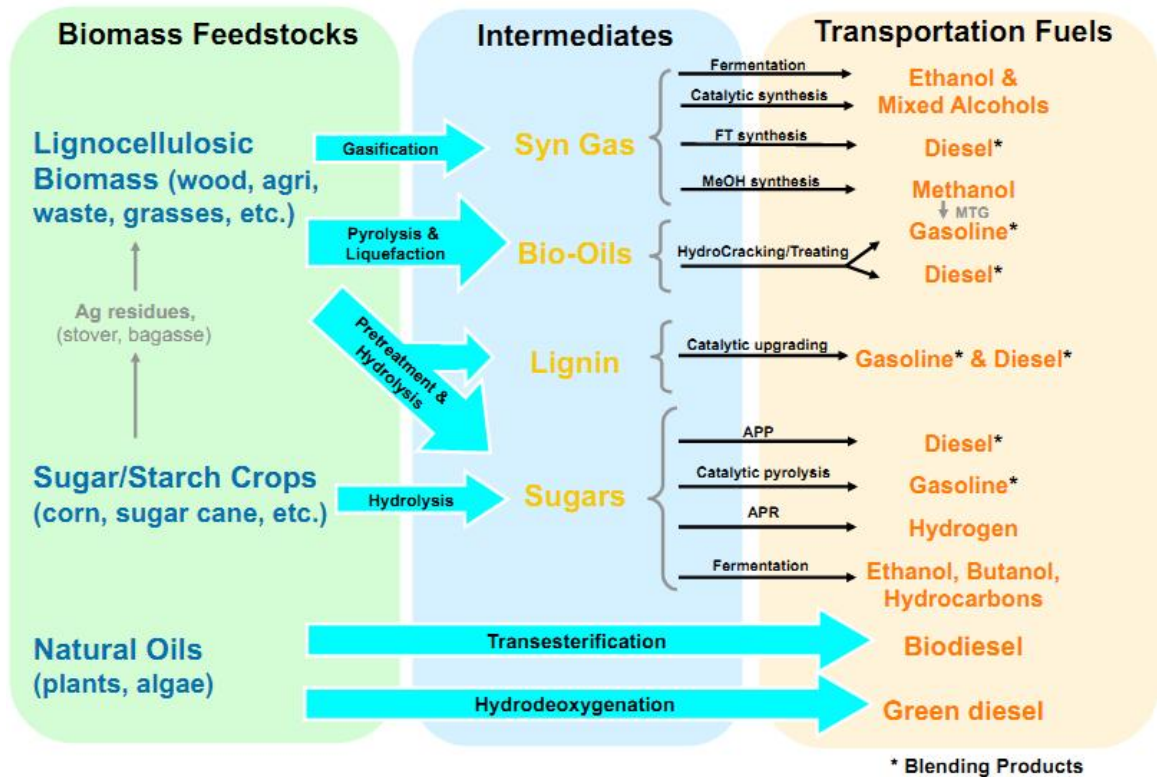 Biomass Feedstocks
Intermediates
Transportation Fuels
Lignocellulosic
Biomass (wood, agri,
waste, grasses, etc.)
Ag residues,
(stover, bagasse)
Sugar/Starch Crops
(corn, sugar cane, etc.)
Natural Oils
(plants, algae)
Gasification
Pyrolysis &
Liquefaction
Pretreatment &
Hydrolysis
Hydrolysis
Transesterification
Hydrodeoxygenation
Syn Gas
Bio-Oils
Lignin
Sugars
Fermentation
Catalytic synthesis
FT synthesis
MeOH synthesis
HydroCracking/Treating
Catalytic upgrading
APP
Catalytic pyrolysis
APR
Fermentation
Ethanol &
Mixed Alcohols
Diesel*
Methanol
MTG
Gasoline*
Diesel*
Gasoline* & Diesel*
Diesel*
Gasoline*
Hydrogen
Ethanol, Butanol,
Hydrocarbons
Biodiesel
Green diesel
* Blending Products